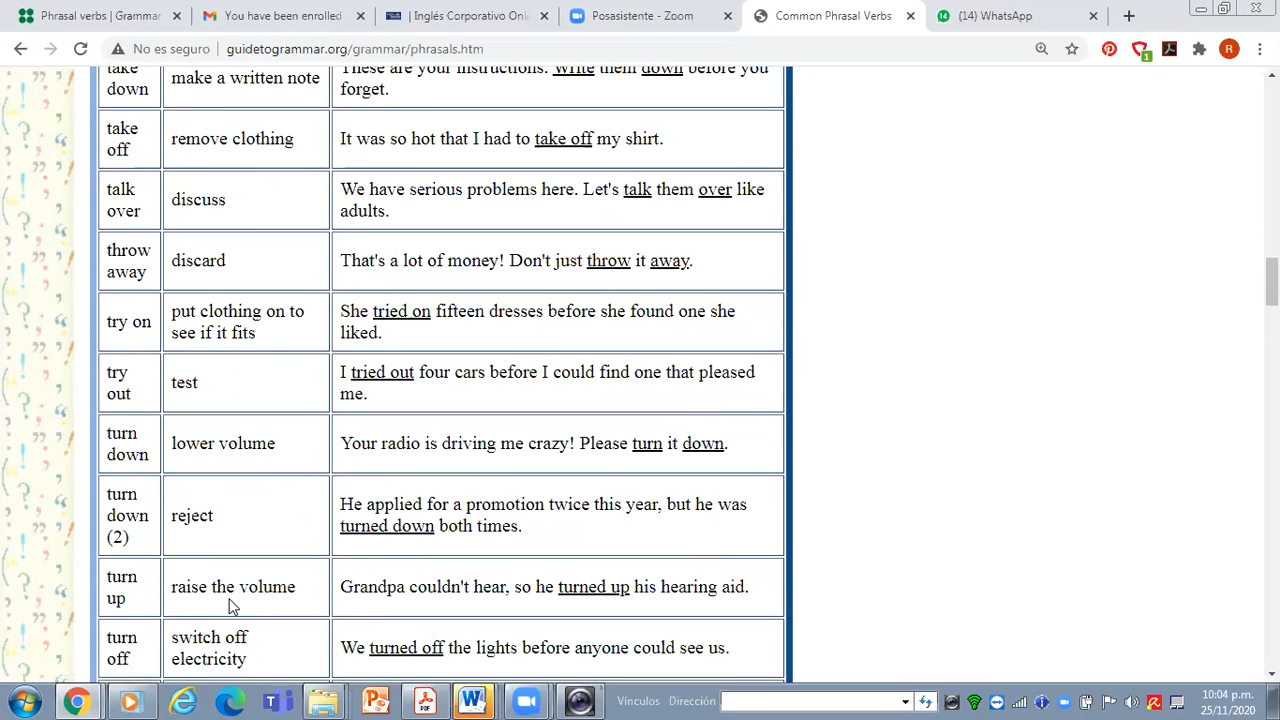 Phrasal verbs | Grammar
You have been enrolled
| Inglés Corporativo Onli
Posasistente - Zoom
Common Phrasal Verbs
(14) WhatsApp
No es seguro | guidetogrammar.org/grammar/phrasals.htm
R
take down
make a written note
These are your instructions. Write them down before you
forget.
take off
remove clothing
It was so hot that I had to take off my shirt.
talk over
discuss
We have serious problems here. Let's talk them over like
adults.
throw away
discard
That's a lot of money! Don't just throw it away.
try on
put clothing on to
see if it fits
She tried on fifteen dresses before she found one she
liked.
try out
test
I tried out four cars before I could find one that pleased
me.
turn down
lower volume
Your radio is driving me crazy! Please turn it down.
turn down (2)
reject
He applied for a promotion twice this year, but he was
turned down both times.
turn up
raise the volume
Grandpa couldn't hear, so he turned up his hearing aid.
turn off
switch off
electricity
We turned off the lights before anyone could see us.
Vínculos
Dirección
10:04 p.m.
25/11/2020